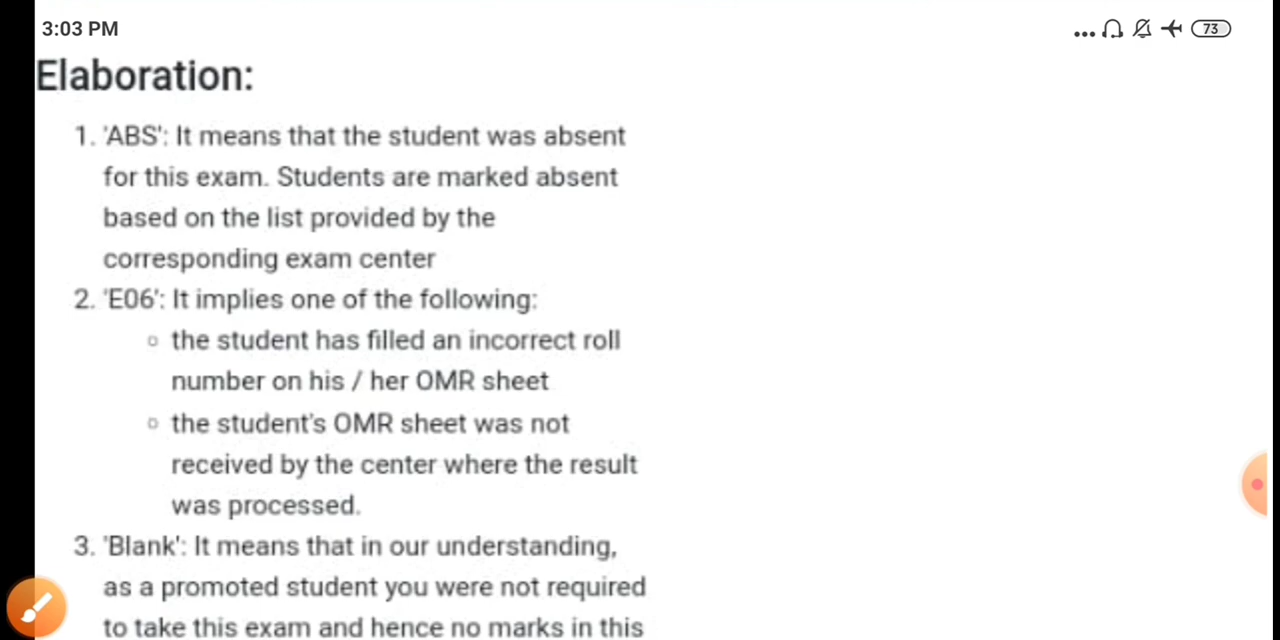 3:03 PM
73
Elaboration:
1. 'ABS': It means that the student was absent
for this exam. Students are marked absent
based on the list provided by the
corresponding exam center
2. 'E06': It implies one of the following:
the student has filled an incorrect roll
number on his / her OMR sheet
the student's OMR sheet was not
received by the center where the result
was processed.
3. 'Blank': It means that in our understanding,
as a promoted student you were not required
to take this exam and hence no marks in this